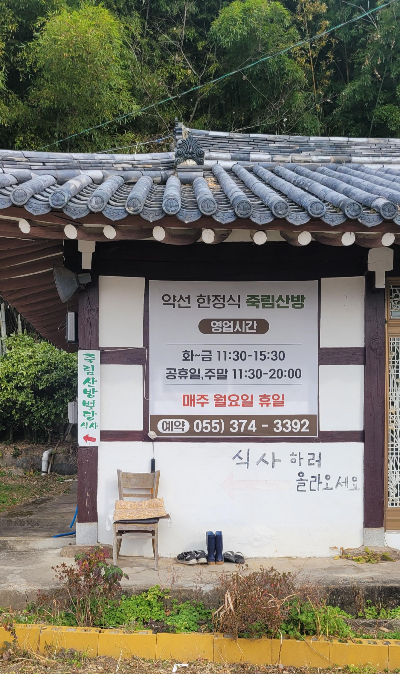 약선 한정식 죽림산방
영업시간
화~금 11:30-15:30
공휴일,주말 11:30-20:00
매주 월요일 휴일
예약 055) 374 - 3392
식사 하러
올라오세요
죽림산방백당
식사